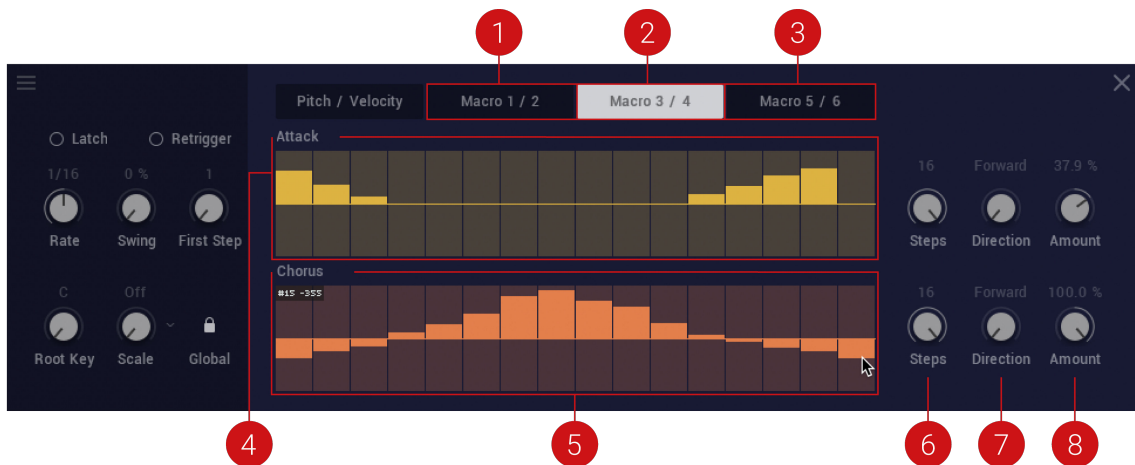 1 2 3
Pitch / Velocity Macro 1 / 2 Macro 3 / 4 Macro 5 / 6
Latch Retrigger
Attack
1/16 0 % 1
16 Forward 37.9 %
Rate Swing First Step
Steps Direction Amount
Chorus
C Off
#15 -355
16 Forward 100.0 %
Root Key Scale Global
Steps Direction Amount
4 5 6 7 8